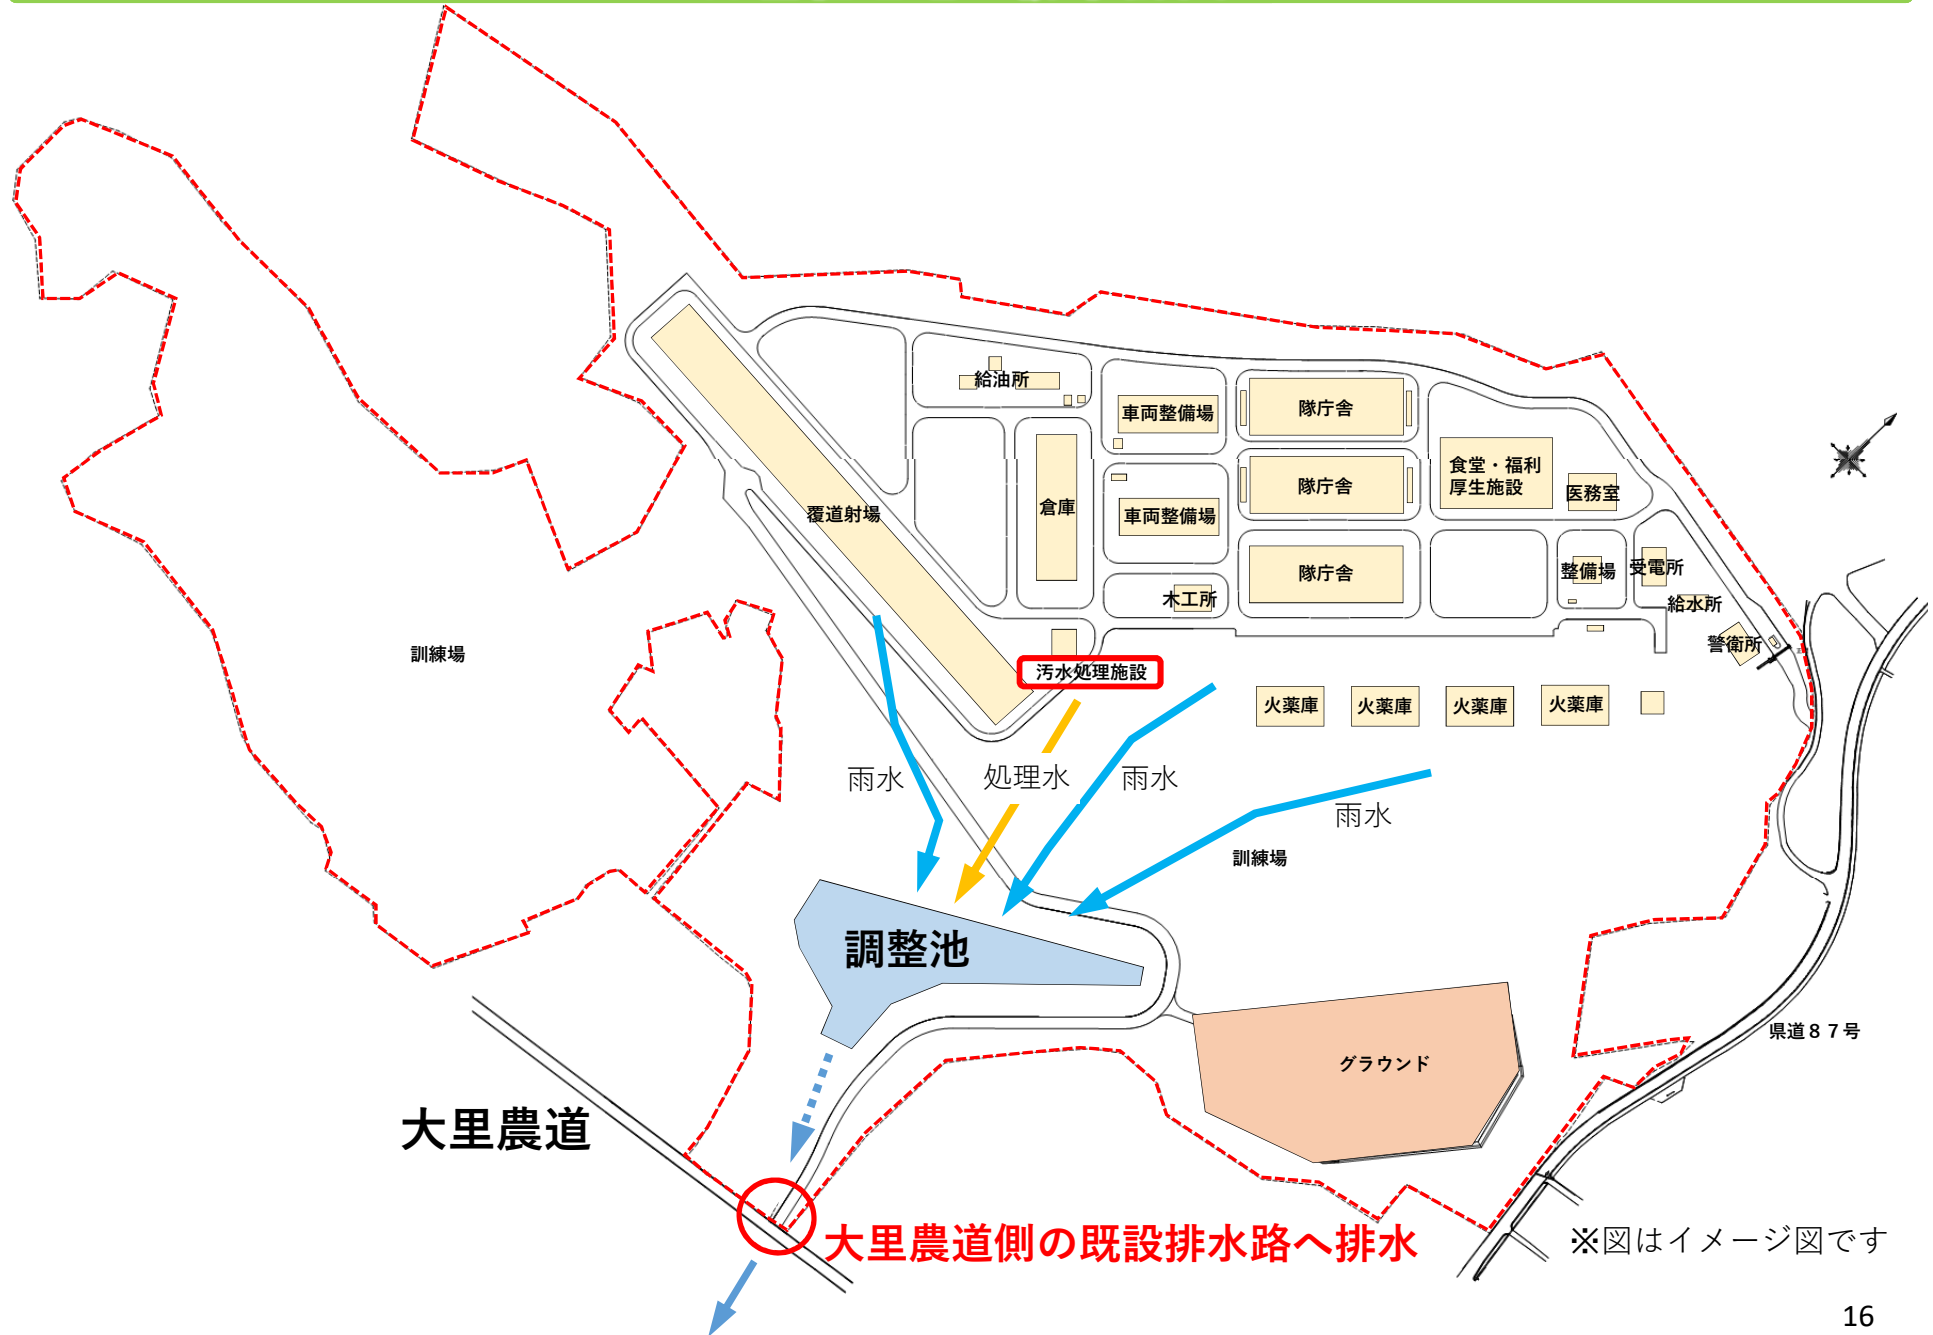 給油所
車両整備場
隊庁舎
食堂・福利
厚生施設
医務室
隊庁舎
倉庫
覆道射場
車両整備場
隊庁舎
整備場
受電所
木工所
給水所
警衛所
訓練場
汚水処理施設
火薬庫
火薬庫
火薬庫
火薬庫
雨水
処理水
雨水
雨水
訓練場
調整池
県道87号
グラウンド
大里農道
大里農道側の既設排水路へ排水
※図はイメージ図です
16